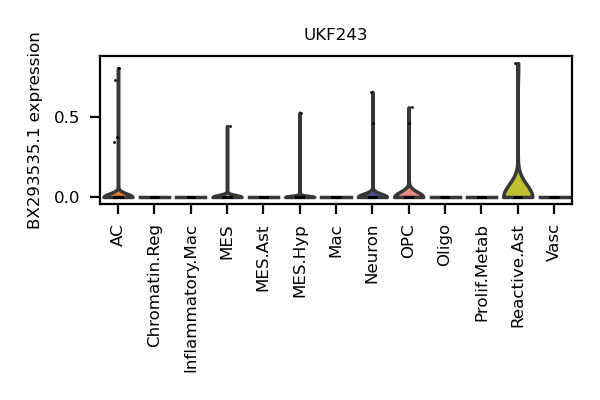 UKF243
BX293535.1 expression
0.5
0.0
AC
Chromatin.Reg
Inflammatory.Mac
MES
MES.Ast
MES.Hyp
Mac
Neuron
OPC
Oligo
Prolif.Metab
Reactive.Ast
Vasc